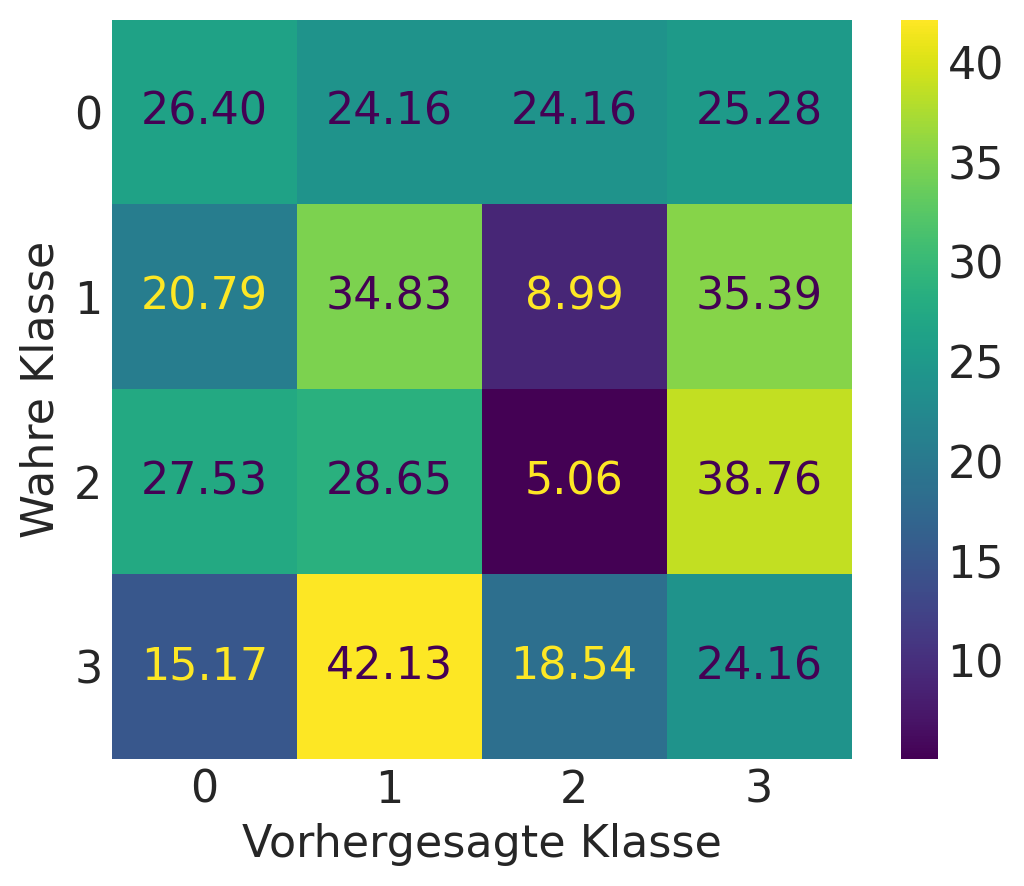 Wahre Klasse
0 26.40 24.16 24.16 25.28
1 20.79 34.83 8.99 35.39
2 27.53 28.65 5.06 38.76
3 15.17 42.13 18.54 24.16
0 1 2 3
Vorhergesagte Klasse
40
35
30
25
20
15
10